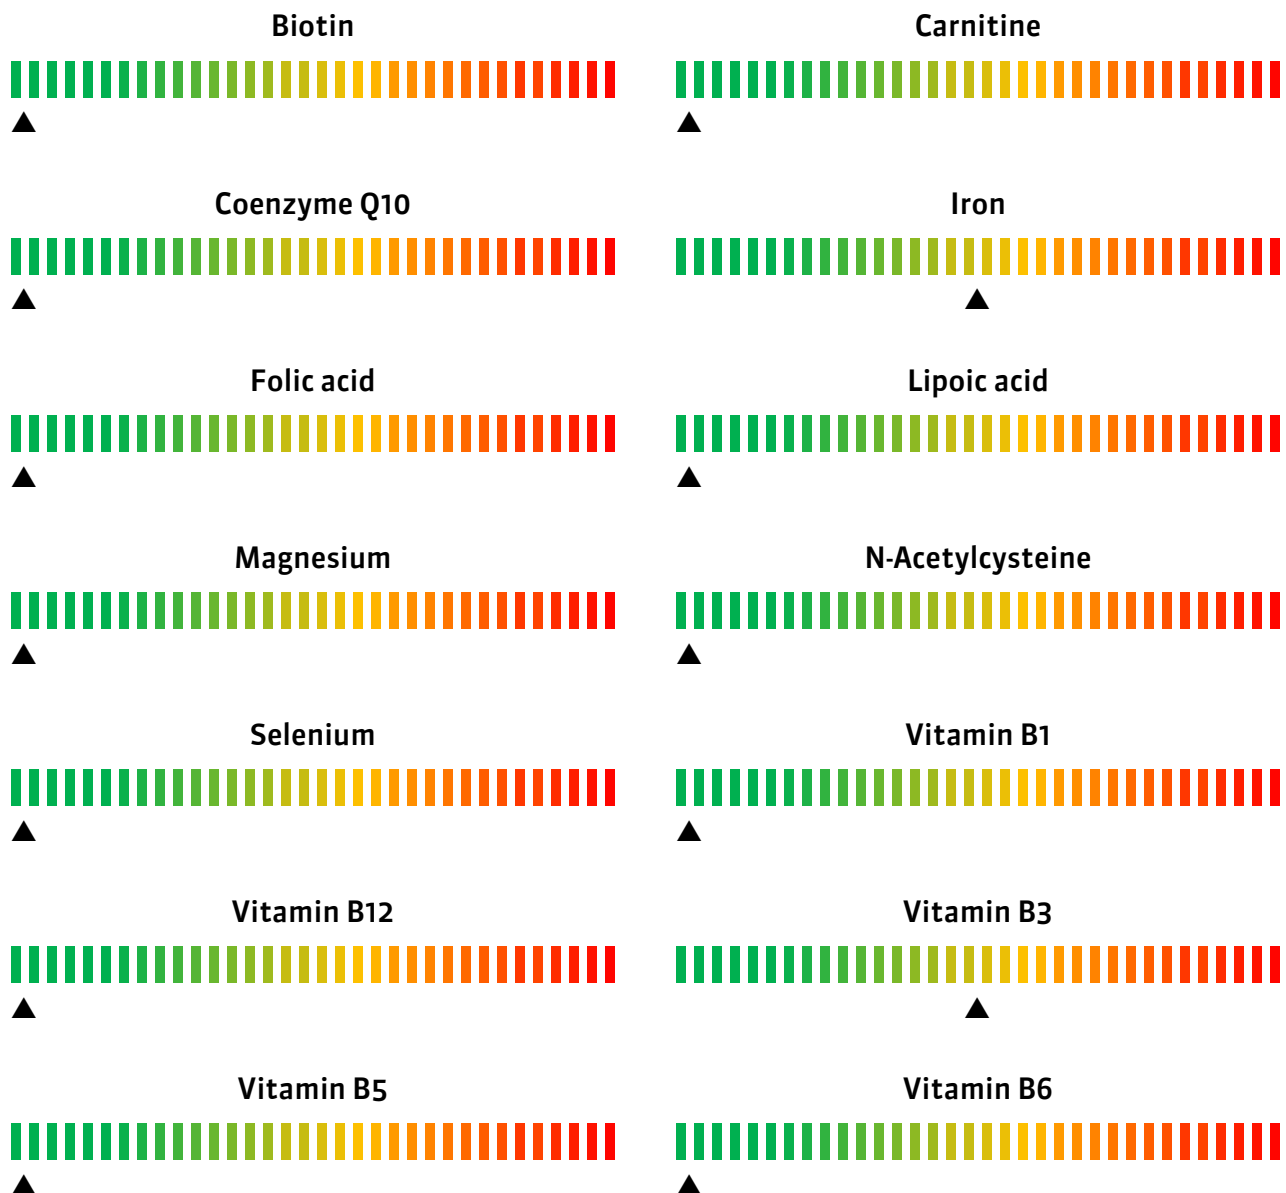 Biotin
Carnitine
Coenzyme Q10
Iron
Folic acid
Lipoic acid
Magnesium
N-Acetylcysteine
Selenium
Vitamin B1
Vitamin B12
Vitamin B3
Vitamin B5
Vitamin B6